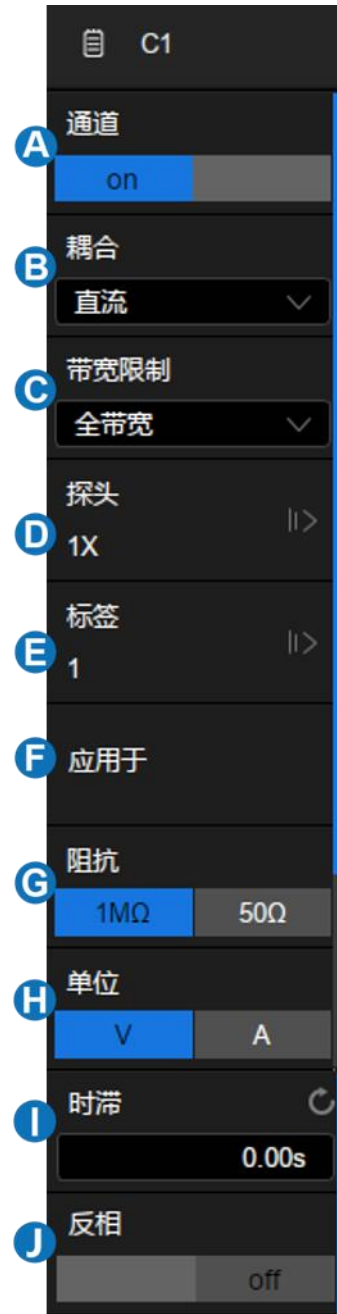 C1
A
通道
on
B
耦合
直流
C
带宽限制
全带宽
D
探头
1X
E
标签
1
F
应用于
G
阻抗
1MΩ 50Ω
H
单位
V A
I
时滞
0.00s
J
反相
off